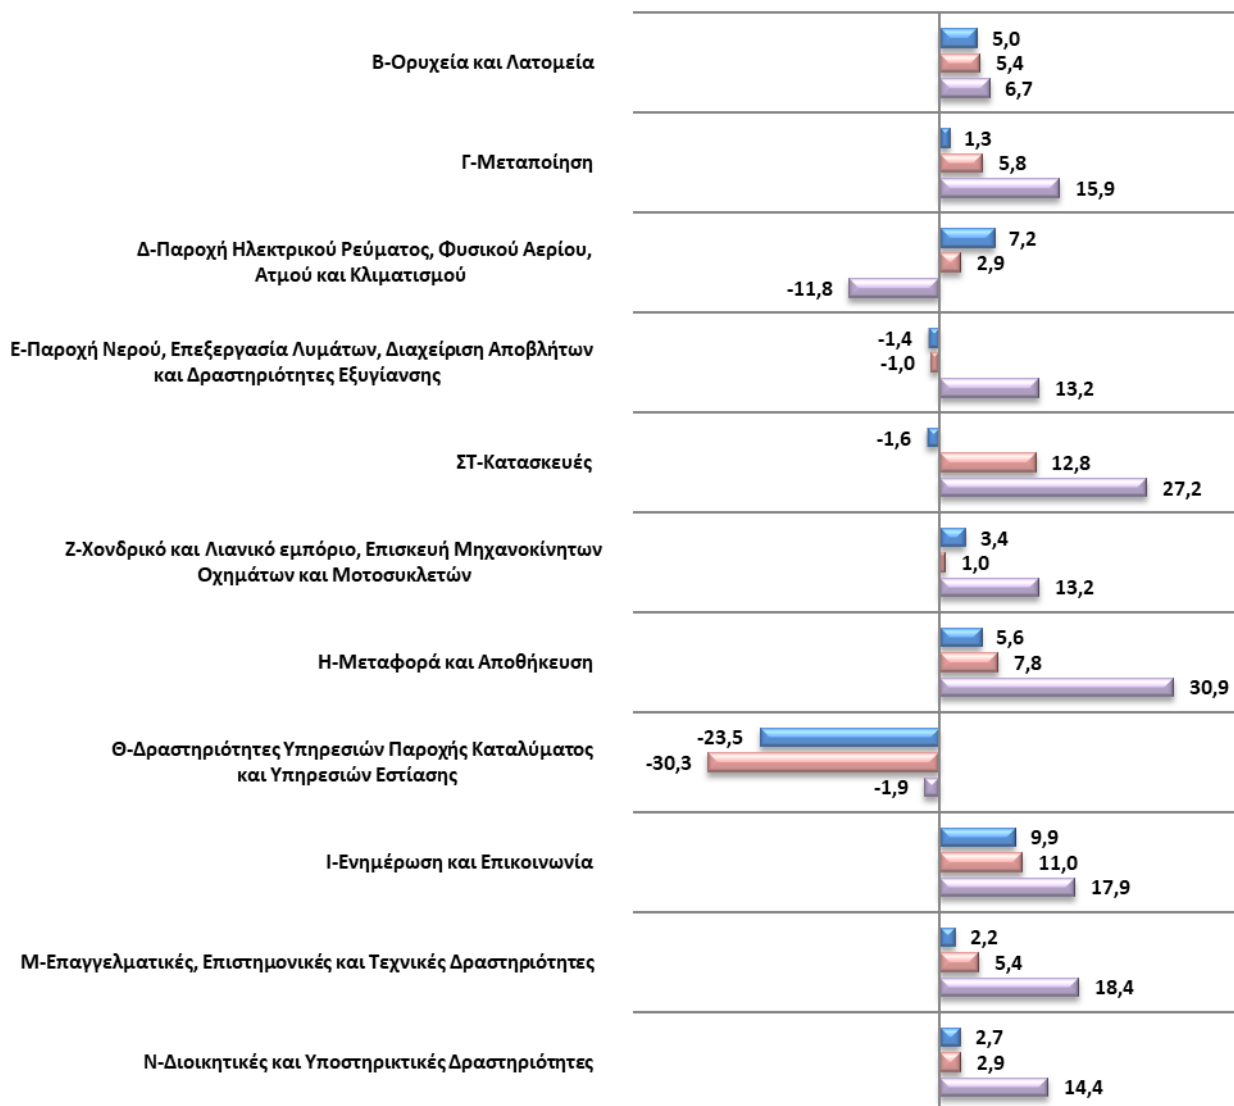 Β-Ορυχεία και Λατομεία
5,0
5,4
6,7
Γ-Μεταποίηση
1,3
5,8
15,9
Δ-Παροχή Ηλεκτρικού Ρεύματος, Φυσικού Αερίου,
Ατμού και Κλιματισμού
7,2
2,9
-11,8
Ε-Παροχή Νερού, Επεξεργασία Λυμάτων, Διαχείριση Αποβλήτων
και Δραστηριότητες Εξυγίανσης
-1,4
-1,0
13,2
ΣΤ-Κατασκευές
-1,6
12,8
27,2
Ζ-Χονδρικό και Λιανικό εμπόριο, Επισκευή Μηχανοκίνητων
Οχημάτων και Μοτοσυκλετών
3,4
1,0
13,2
Η-Μεταφορά και Αποθήκευση
5,6
7,8
30,9
Θ-Δραστηριότητες Υπηρεσιών Παροχής Καταλύματος
και Υπηρεσιών Εστίασης
-23,5
-30,3
-1,9
Ι-Ενημέρωση και Επικοινωνία
9,9
11,0
17,9
Μ-Επαγγελματικές, Επιστημονικές και Τεχνικές Δραστηριότητες
2,2
5,4
18,4
Ν-Διοικητικές και Υποστηρικτικές Δραστηριότητες
2,7
2,9
14,4